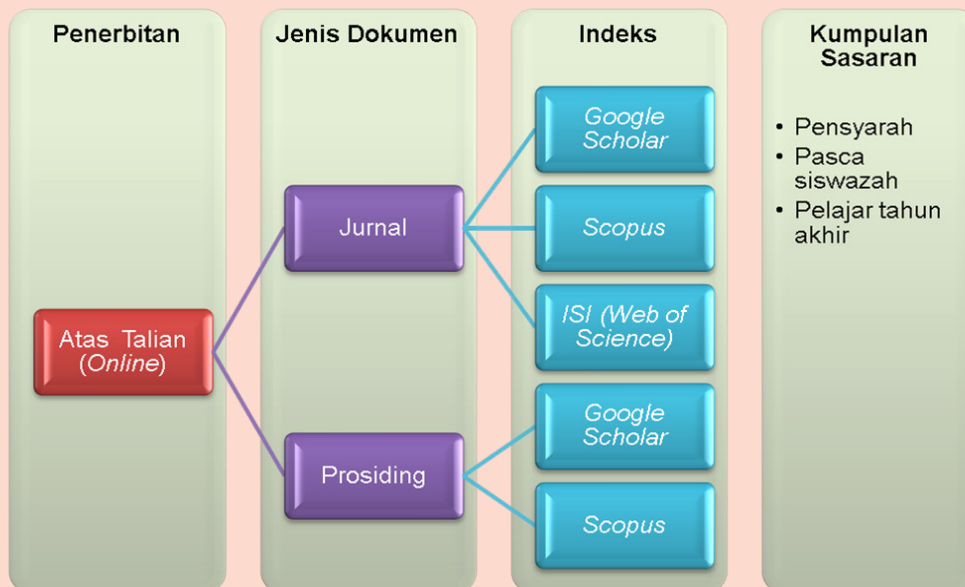 Penerbitan
Atas Talian
(Online)
Jenis Dokumen
Jurnal
Prosiding
Indeks
Google
Scholar
Scopus
ISI (Web of
Science)
Google
Scholar
Scopus
Kumpulan
Sasaran
• Pensyarah
• Pasca
siswazah
• Pelajar tahun
akhir